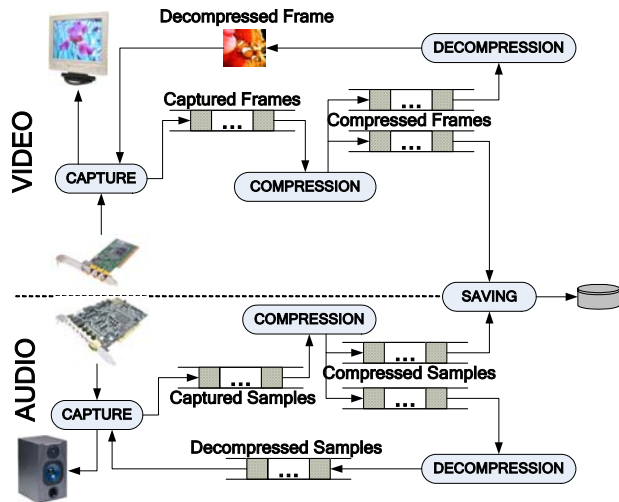 Decompressed Frame
DECOMPRESSION
Captured Frames
...
...
Compressed Frames
...
VIDEO
CAPTURE
COMPRESSION
SAVING
COMPRESSION
...
Compressed Samples
...
Captured Samples
...
AUDIO
CAPTURE
Decompressed Samples
...
DECOMPRESSION